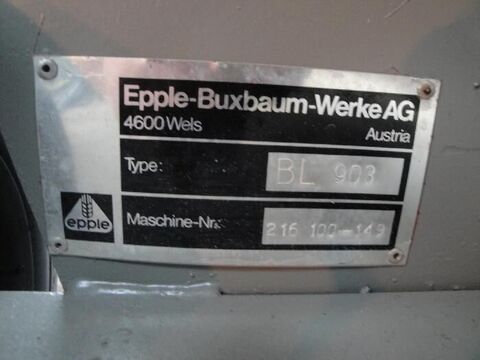 Epple-Buxbaum-Werke AG
4600 Wels Austria
Type: BL 903
epple
Maschine-Nr.: 216 100-149